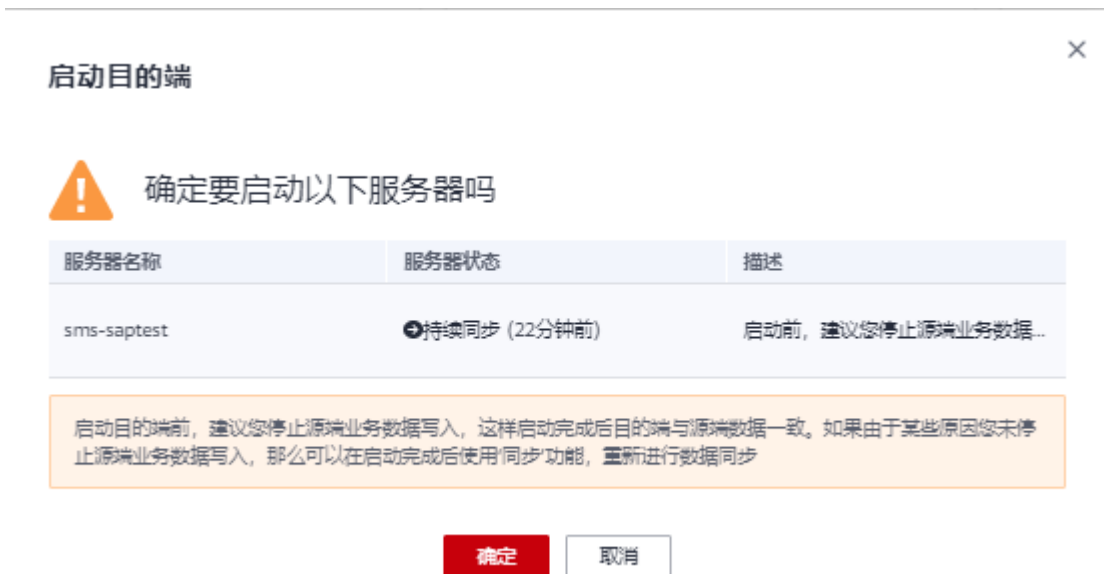 启动目的端
确定要启动以下服务器吗
服务器名称 服务器状态 描述
sms-saptest 持续同步 (22分钟前) 启动前，建议您停止源端业务数据...
启动目的端前，建议您停止源端业务数据写入，这样启动完成后目的端与源端数据一致。如果由于某些原因您未停
止源端业务数据写入，那么可以在启动完成后使用'同步'功能，重新进行数据同步
确定 取消